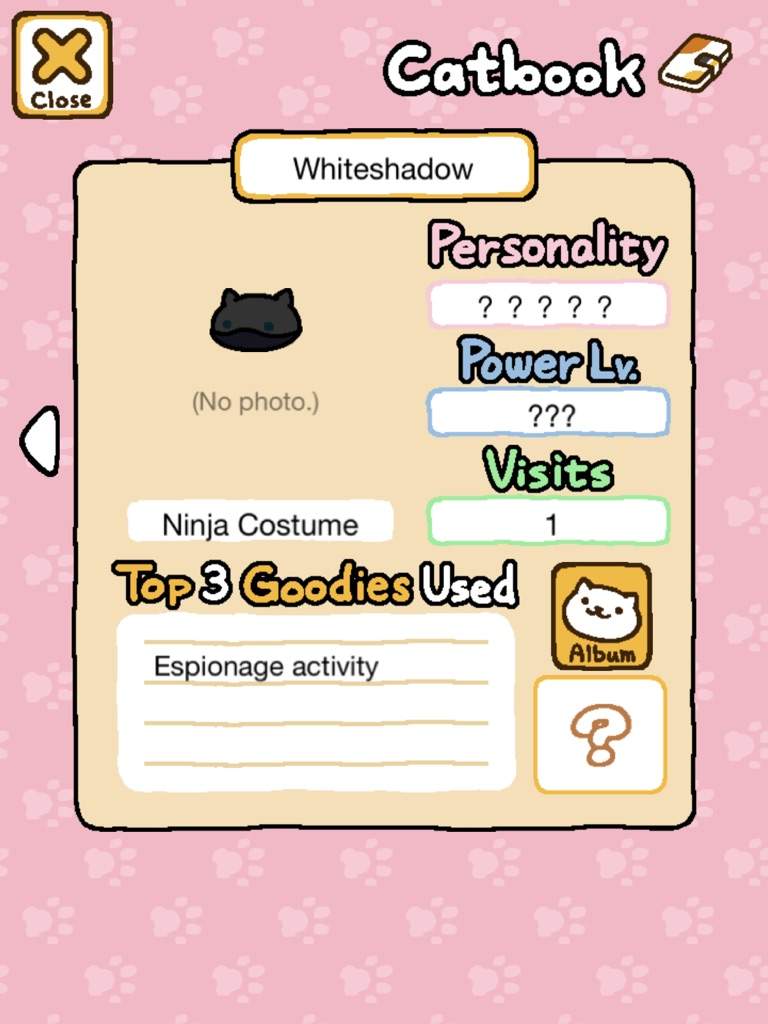 Close
Catbook
Whiteshadow
Personality
? ? ? ? ?
Power Lv.
???
(No photo.)
Visits
1
Ninja Costume
Top 3 Goodies Used
Espionage activity
Album
?